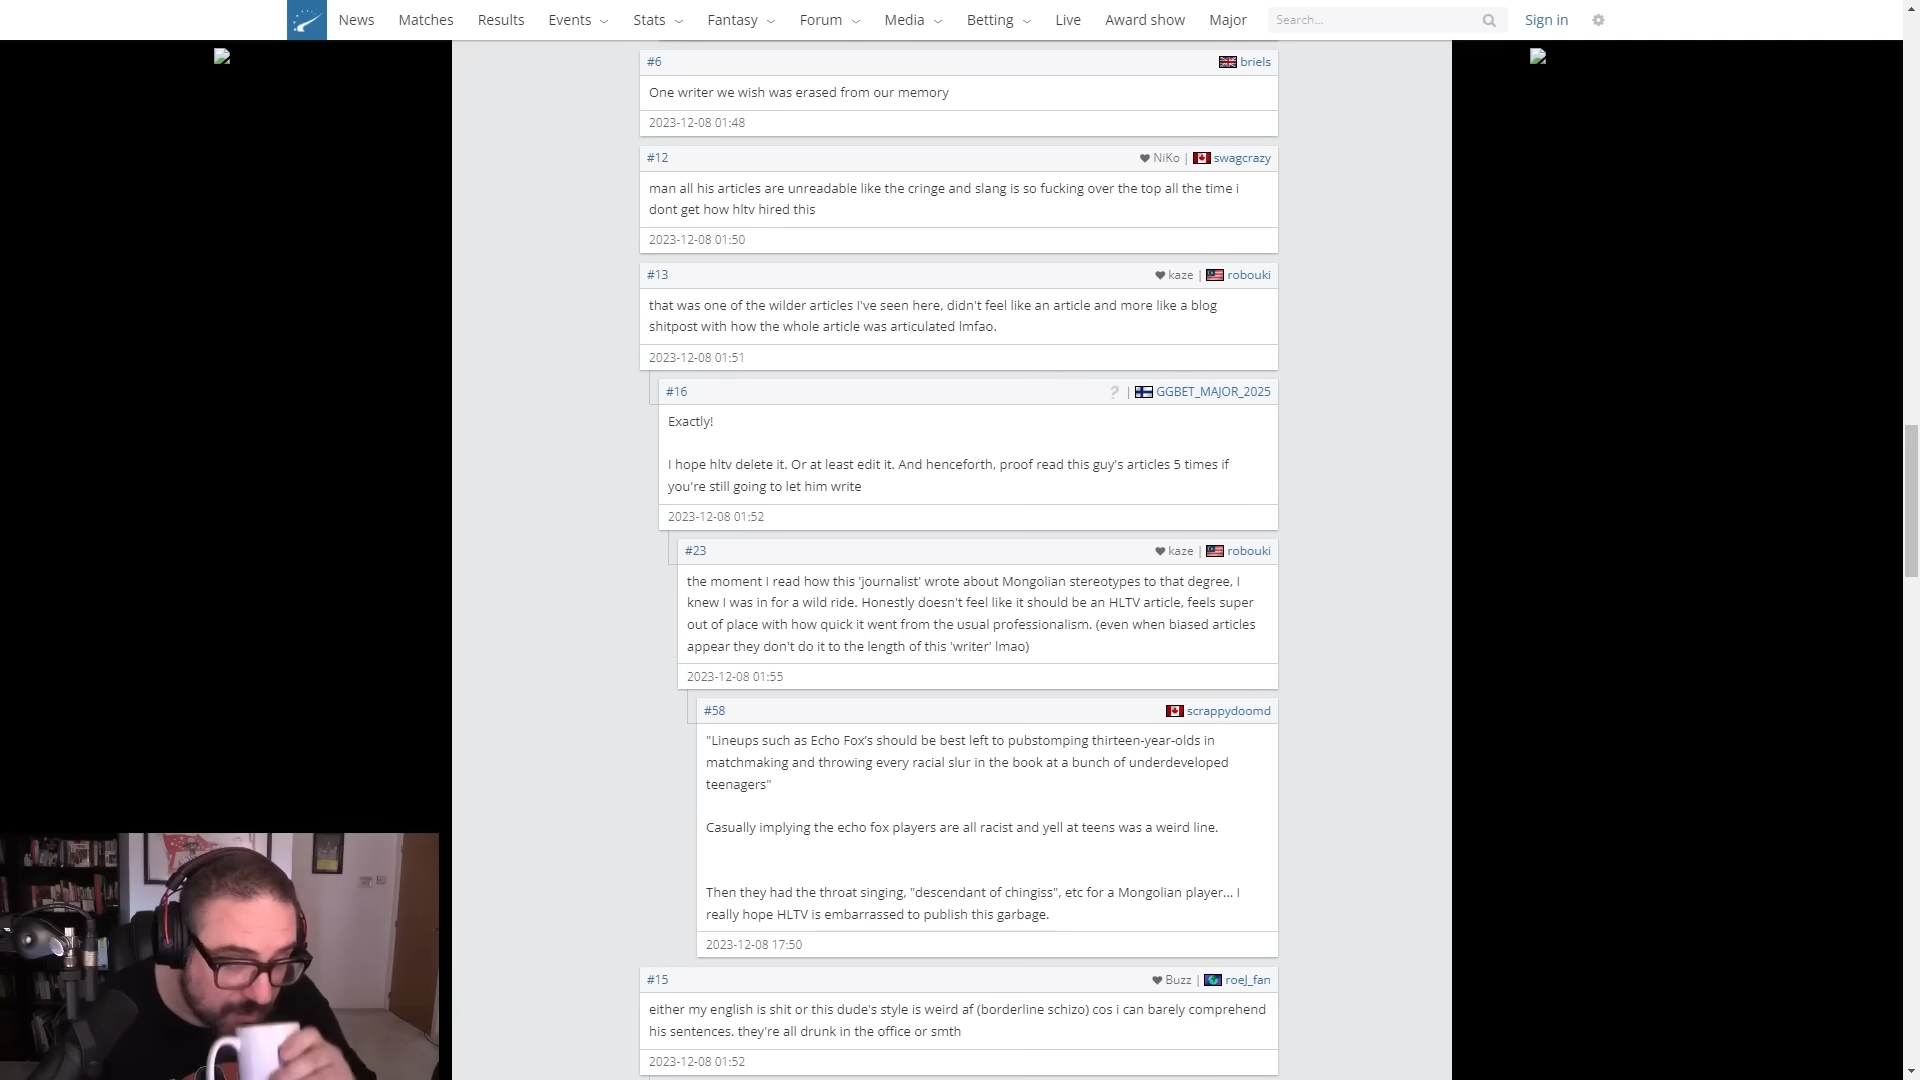 News Matches Results Events Stats Fantasy Forum Media Betting Live Award show Major Search... Sign in
#6 briels
One writer we wish was erased from our memory
2023-12-08 01:48
#12 NiKo | swagcrazy
man all his articles are unreadable like the cringe and slang is so fucking over the top all the time i
dont get how hltv hired this
2023-12-08 01:50
#13 kaze | robouki
that was one of the wilder articles I've seen here, didn't feel like an article and more like a blog
shitpost with how the whole article was articulated lmfao.
2023-12-08 01:51
#16 ? | GGBET_MAJOR_2025
Exactly!
I hope hltv delete it. Or at least edit it. And henceforth, proof read this guy's articles 5 times if
you're still going to let him write
2023-12-08 01:52
#23 kaze | robouki
the moment I read how this 'journalist' wrote about Mongolian stereotypes to that degree, I
knew I was in for a wild ride. Honestly doesn't feel like it should be an HLTV article, feels super
out of place with how quick it went from the usual professionalism. (even when biased articles
appear they don't do it to the length of this 'writer' lmao)
2023-12-08 01:55
#58 scrappydoomd
"Lineups such as Echo Fox's should be best left to pubstomping thirteen-year-olds in
matchmaking and throwing every racial slur in the book at a bunch of underdeveloped
teenagers"
Casually implying the echo fox players are all racist and yell at teens was a weird line.
Then they had the throat singing, "descendant of chingiss", etc for a Mongolian player... I
really hope HLTV is embarrassed to publish this garbage.
2023-12-08 17:50
#15 Buzz | roeJ_fan
either my english is shit or this dude's style is weird af (borderline schizo) cos i can barely comprehend
his sentences. they're all drunk in the office or smth
2023-12-08 01:52